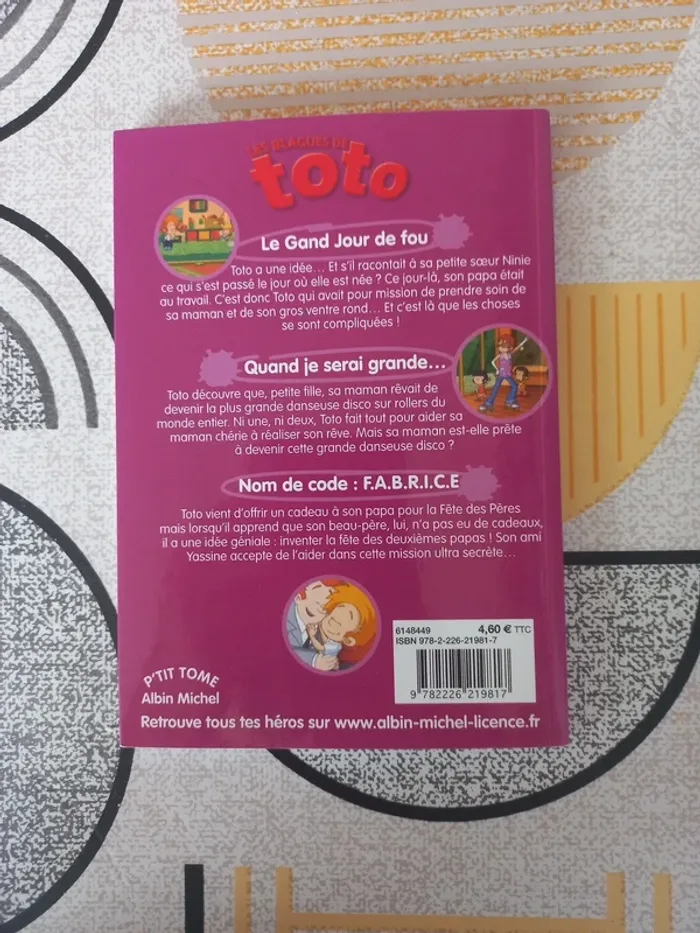 LES BLAGUES DE
toto
Le Gand Jour de fou
Toto a une idée... Et s'il racontait à sa petite sœur Ninie
ce qui s'est passé le jour où elle est née ? Ce jour-là, son papa était
au travail. C'est donc Toto qui avait pour mission de prendre soin de
sa maman et de son gros ventre rond... Et c'est là que les choses
se sont compliquées !
Quand je serai grande...
Toto découvre que, petite fille, sa maman rêvait de
devenir la plus grande danseuse disco sur rollers du
monde entier. Ni une, ni deux, Toto fait tout pour aider sa
maman chérie à réaliser son rêve. Mais sa maman est-elle prête
à devenir cette grande danseuse disco ?
Nom de code : F.A.B.R.I.C.E
Toto vient d'offrir un cadeau à son papa pour la Fête des Pères
mais lorsqu'il apprend que son beau-père, lui, n'a pas eu de cadeaux,
il a une idée géniale : inventer la fête des deuxièmes papas ! Son ami
Yassine accepte de l'aider dans cette mission ultra secrète...
6148449 4,60 € TTC
ISBN 978-2-226-21981-7
9 782226 219817
P'TIT TOME
Albin Michel
Retrouve tous tes héros sur www.albin-michel-licence.fr